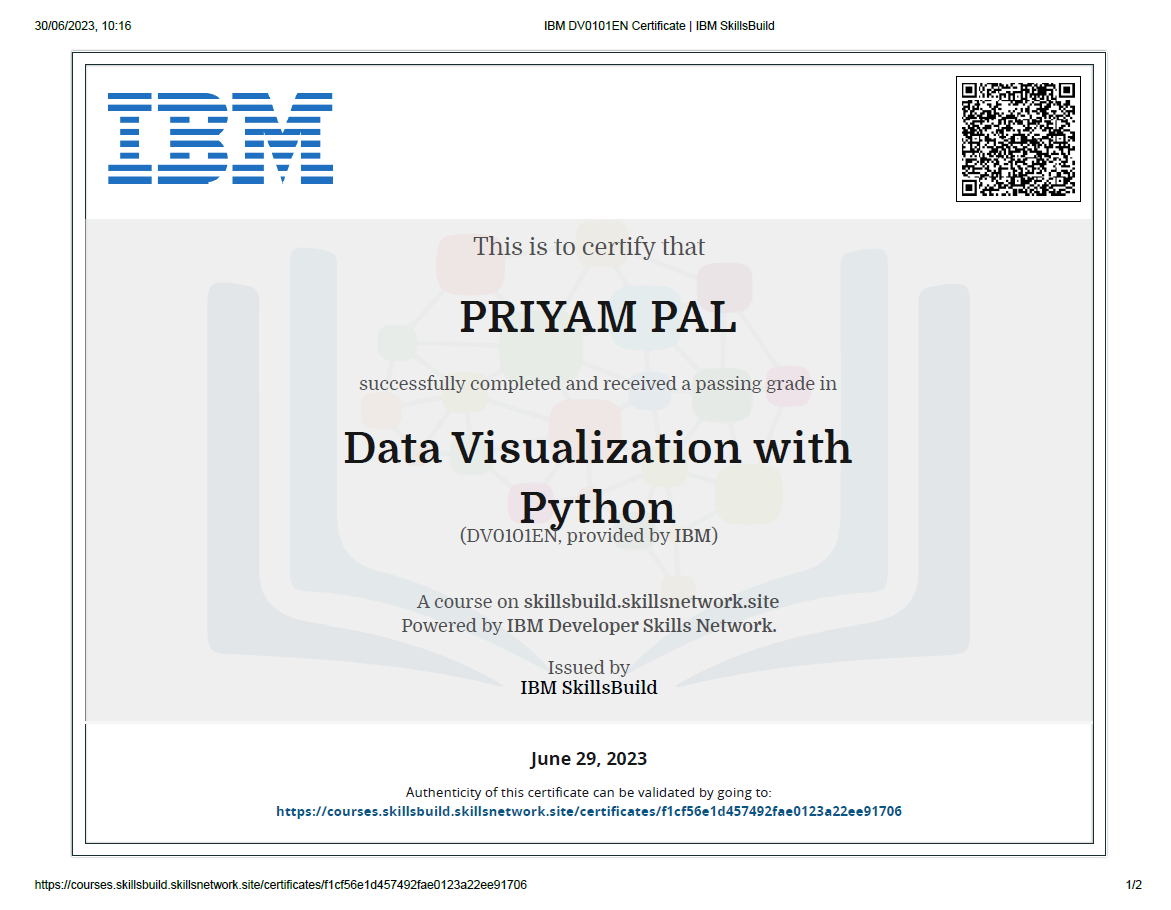 30/06/2023, 10:16
IBM DV0101EN Certificate | IBM SkillsBuild
IBM
This is to certify that
PRIYAM PAL
successfully completed and received a passing grade in
Data Visualization with
Python
(DV0101EN, provided by IBM)
A course on skillsbuild.skillsnetwork.site
Powered by IBM Developer Skills Network.
Issued by
IBM SkillsBuild
June 29, 2023
Authenticity of this certificate can be validated by going to:
https://courses.skillsbuild.skillsnetwork.site/certificates/f1cf56e1d457492fae0123a22ee91706
https://courses.skillsbuild.skillsnetwork.site/certificates/f1cf56e1d457492fae0123a22ee91706
1/2